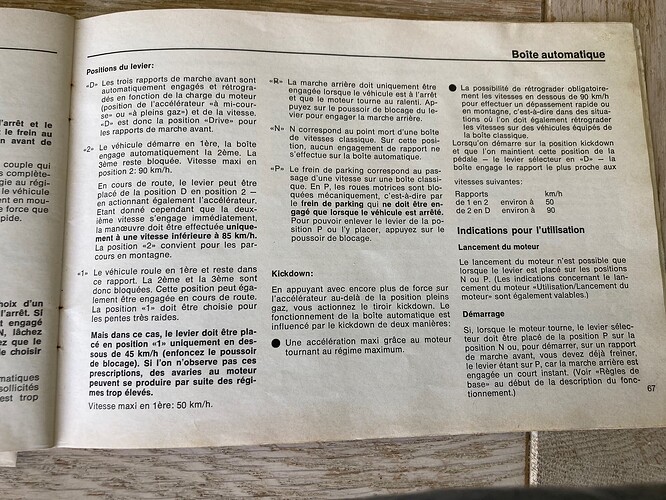 Boîte automatique
Positions du levier:
«D» Les trois rapports de marche avant sont
automatiquement engagés et rétrogra-
dés en fonction de la charge du moteur
(position de l'accélérateur «à mi-cour-
se» ou «à pleins gaz») et de la vitesse.
«D» est donc la position «Drive» pour
les rapports de marche avant.
«2» Le véhicule démarre en 1ère, la boîte
engage automatiquement la 2ème. La
3ème reste bloquée. Vitesse maxi en
position 2: 90 km/h.
En cours de route, le levier peut être
placé de la position D en position 2 —
en actionnant également l'accélérateur.
Etant donné cependant que la deux-
ième vitesse s'engage immédiatement,
la manœuvre doit être effectuée unique-
ment à une vitesse inférieure à 85 km/h.
La position «2» convient pour les par-
cours en montagne.
«1» Le véhicule roule en 1ère et reste dans
ce rapport. La 2ème et la 3ème sont
donc bloquées. Cette position peut éga-
lement être engagée en cours de route.
La position «1» doit être choisie pour
les pentes très raides.
Mais dans ce cas, le levier doit être pla-
cé en position «1» uniquement en des-
sous de 45 km/h (enfoncez le poussoir
de blocage). Si l'on n'observe pas ces
prescriptions, des avaries au moteur
peuvent se produire par suite des régi-
mes trop élevés.
Vitesse maxi en 1ère: 50 km/h.
«R» La marche arrière doit uniquement être
engagée lorsque le véhicule est à l'arrêt
et que le moteur tourne au ralenti. Ap-
puyez sur le poussoir de blocage du le-
vier pour engager la marche arrière.
«N» N correspond au point mort d'une boîte
de vitesses classique. Sur cette posi-
tion, aucun engagement de rapport ne
s'effectue sur la boîte automatique.
«P» Le frein de parking correspond au pas-
sage d'une vitesse sur une boîte classi-
que. En P, les roues motrices sont blo-
quées mécaniquement, c'est-à-dire par
le frein de parking qui ne doit être en-
gagé que lorsque le véhicule est arrêté.
Pour pouvoir enlever le levier de la po-
sition P ou l'y placer, appuyez sur le
poussoir de blocage.
Kickdown:
En appuyant avec encore plus de force sur
l'accélérateur au-delà de la position pleins
gaz, vous actionnez le tiroir kickdown. Le
fonctionnement de la boîte automatique est
influencé par le kickdown de deux manières:
● Une accélération maxi grâce au moteur
tournant au régime maximum.
● La possibilité de rétrograder obligatoire-
ment les vitesses en dessous de 90 km/h
pour effectuer un dépassement rapide ou
en montagne, c'est-à-dire dans des situa-
tions où l'on doit également rétrograder
les vitesses sur des véhicules équipés de
la boîte classique.
Lorsqu'on démarre sur la position kickdown
et que l'on maintient cette position de la
pédale — le levier sélecteur en «D» — la
boîte engage le rapport le plus proche aux
vitesses suivantes:
Rapports km/h
de 1 en 2 environ à 50
de 2 en D environ à 90
Indications pour l'utilisation
Lancement du moteur
Le lancement du moteur n'est possible que
lorsque le levier est placé sur les positions
N ou P. (Les indications concernant le lan-
cement du moteur «Utilisation/Lancement du
moteur» sont également valables.)
Démarrage
Si, lorsque le moteur tourne, le levier sélec-
teur doit être placé de la position P sur la
position N ou, pour démarrer, sur un rapport
de marche avant, vous devez déjà freiner,
le levier étant sur P, car la marche arrière est
engagée un court instant. (Voir «Règles de
base» au début de la description du fonc-
tionnement.)
67